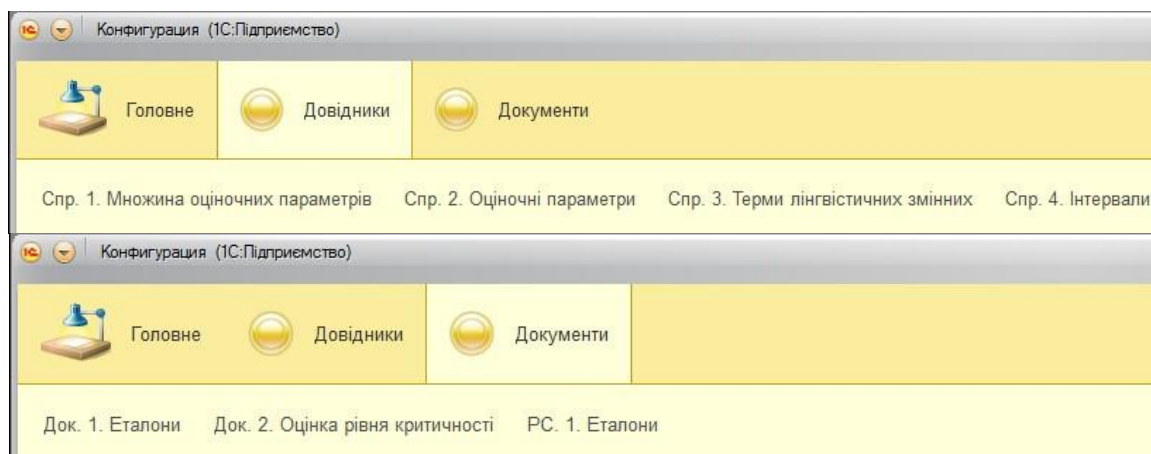 1С Конфигурация (1С:Підприємство)
Головне Довідники Документи
Спр. 1. Множина оціночних параметрів Спр. 2. Оціночні параметри Спр. 3. Терми лінгвістичних змінних Спр. 4. Інтервали
1С Конфигурация (1С:Підприємство)
Головне Довідники Документи
Док. 1. Еталони Док. 2. Оцінка рівня критичності РС. 1. Еталони